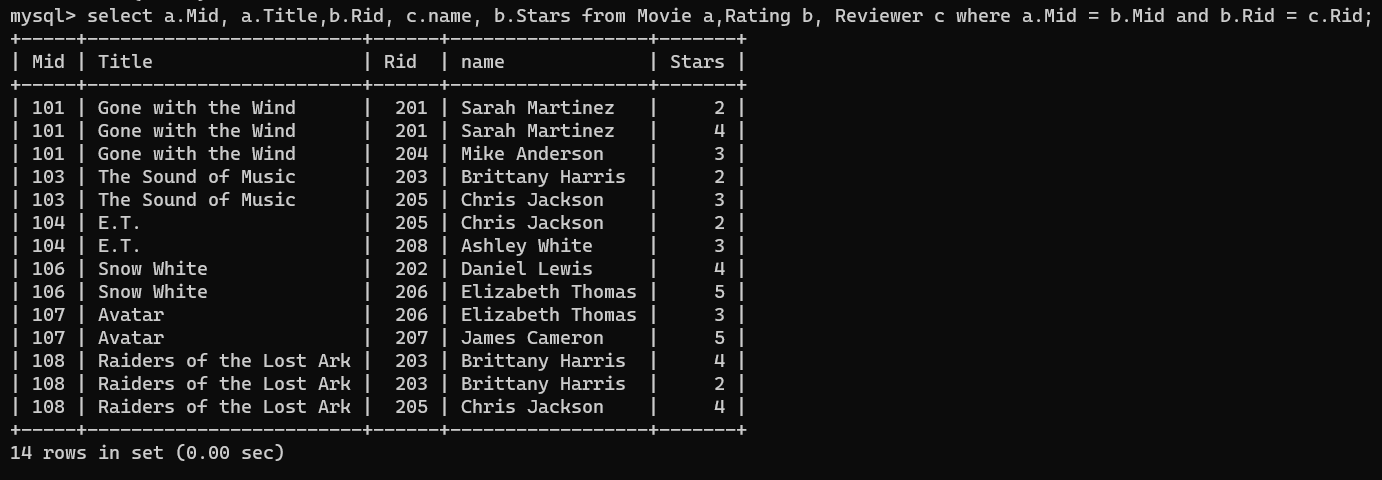 mysql> select a.Mid, a.Title,b.Rid, c.name, b.Stars from Movie a,Rating b, Reviewer c where a.Mid = b.Mid and b.Rid = c.Rid;
+-----+-------------------------+------+------------------+-------+
| Mid | Title                   | Rid  | name             | Stars |
+-----+-------------------------+------+------------------+-------+
| 101 | Gone with the Wind      |  201 | Sarah Martinez   |     2 |
| 101 | Gone with the Wind      |  201 | Sarah Martinez   |     4 |
| 101 | Gone with the Wind      |  204 | Mike Anderson    |     3 |
| 103 | The Sound of Music      |  203 | Brittany Harris  |     2 |
| 103 | The Sound of Music      |  205 | Chris Jackson    |     3 |
| 104 | E.T.                    |  205 | Chris Jackson    |     2 |
| 104 | E.T.                    |  208 | Ashley White     |     3 |
| 106 | Snow White              |  202 | Daniel Lewis     |     4 |
| 106 | Snow White              |  206 | Elizabeth Thomas |     5 |
| 107 | Avatar                  |  206 | Elizabeth Thomas |     3 |
| 107 | Avatar                  |  207 | James Cameron    |     5 |
| 108 | Raiders of the Lost Ark |  203 | Brittany Harris  |     4 |
| 108 | Raiders of the Lost Ark |  203 | Brittany Harris  |     2 |
| 108 | Raiders of the Lost Ark |  205 | Chris Jackson    |     4 |
+-----+-------------------------+------+------------------+-------+
14 rows in set (0.00 sec)